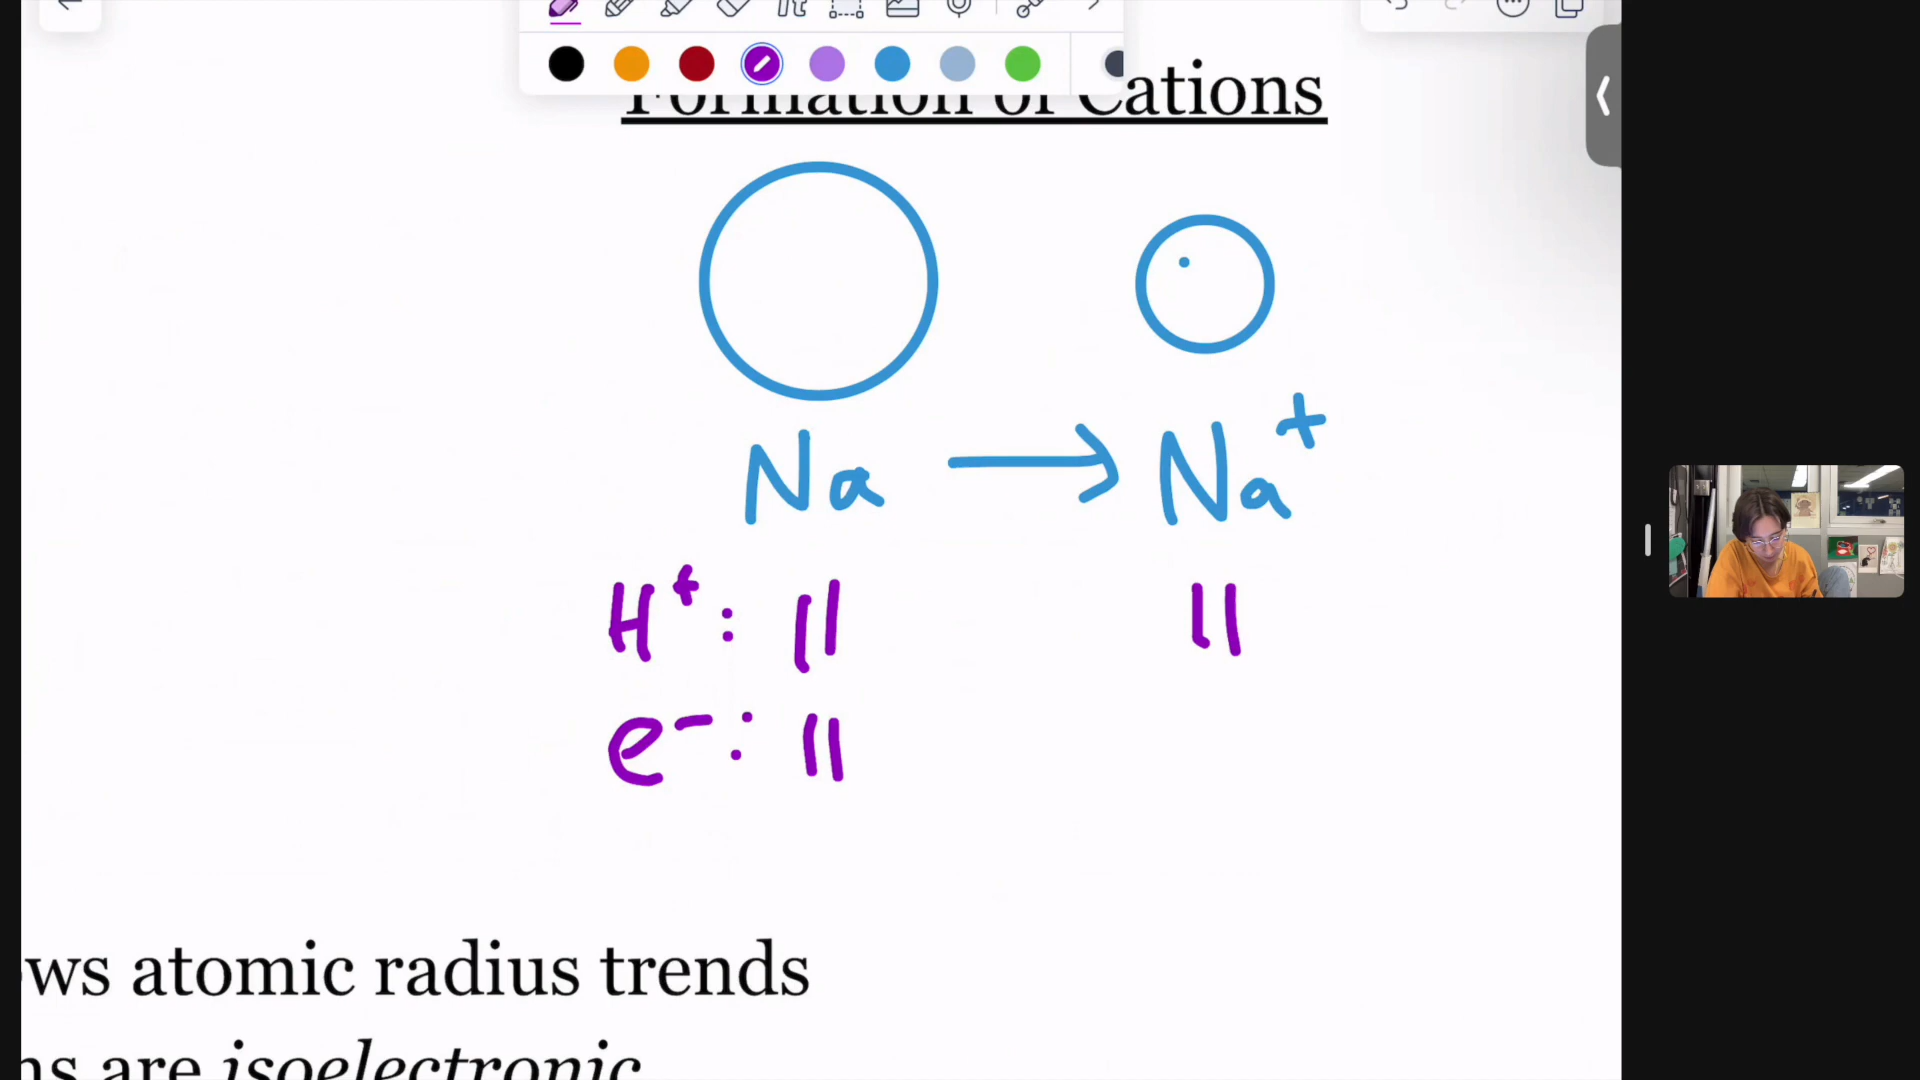 Formation of Cations
Na → Na⁺
H⁺: 11 11
e⁻: 11
ws atomic radius trends
ns are isoelectronic